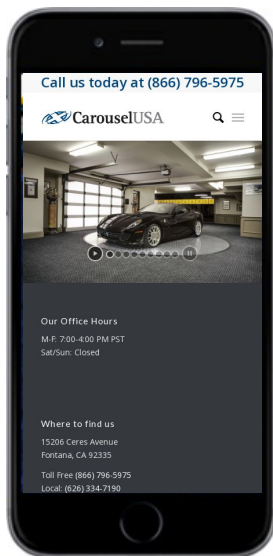 Call us today at (866) 796-5975
CarouselUSA
Our Office Hours
M-F: 7:00-4:00 PM PST
Sat/Sun: Closed
Where to find us
15206 Ceres Avenue
Fontana, CA 92335
Toll Free (866) 796-5975
Local: (626) 334-7190